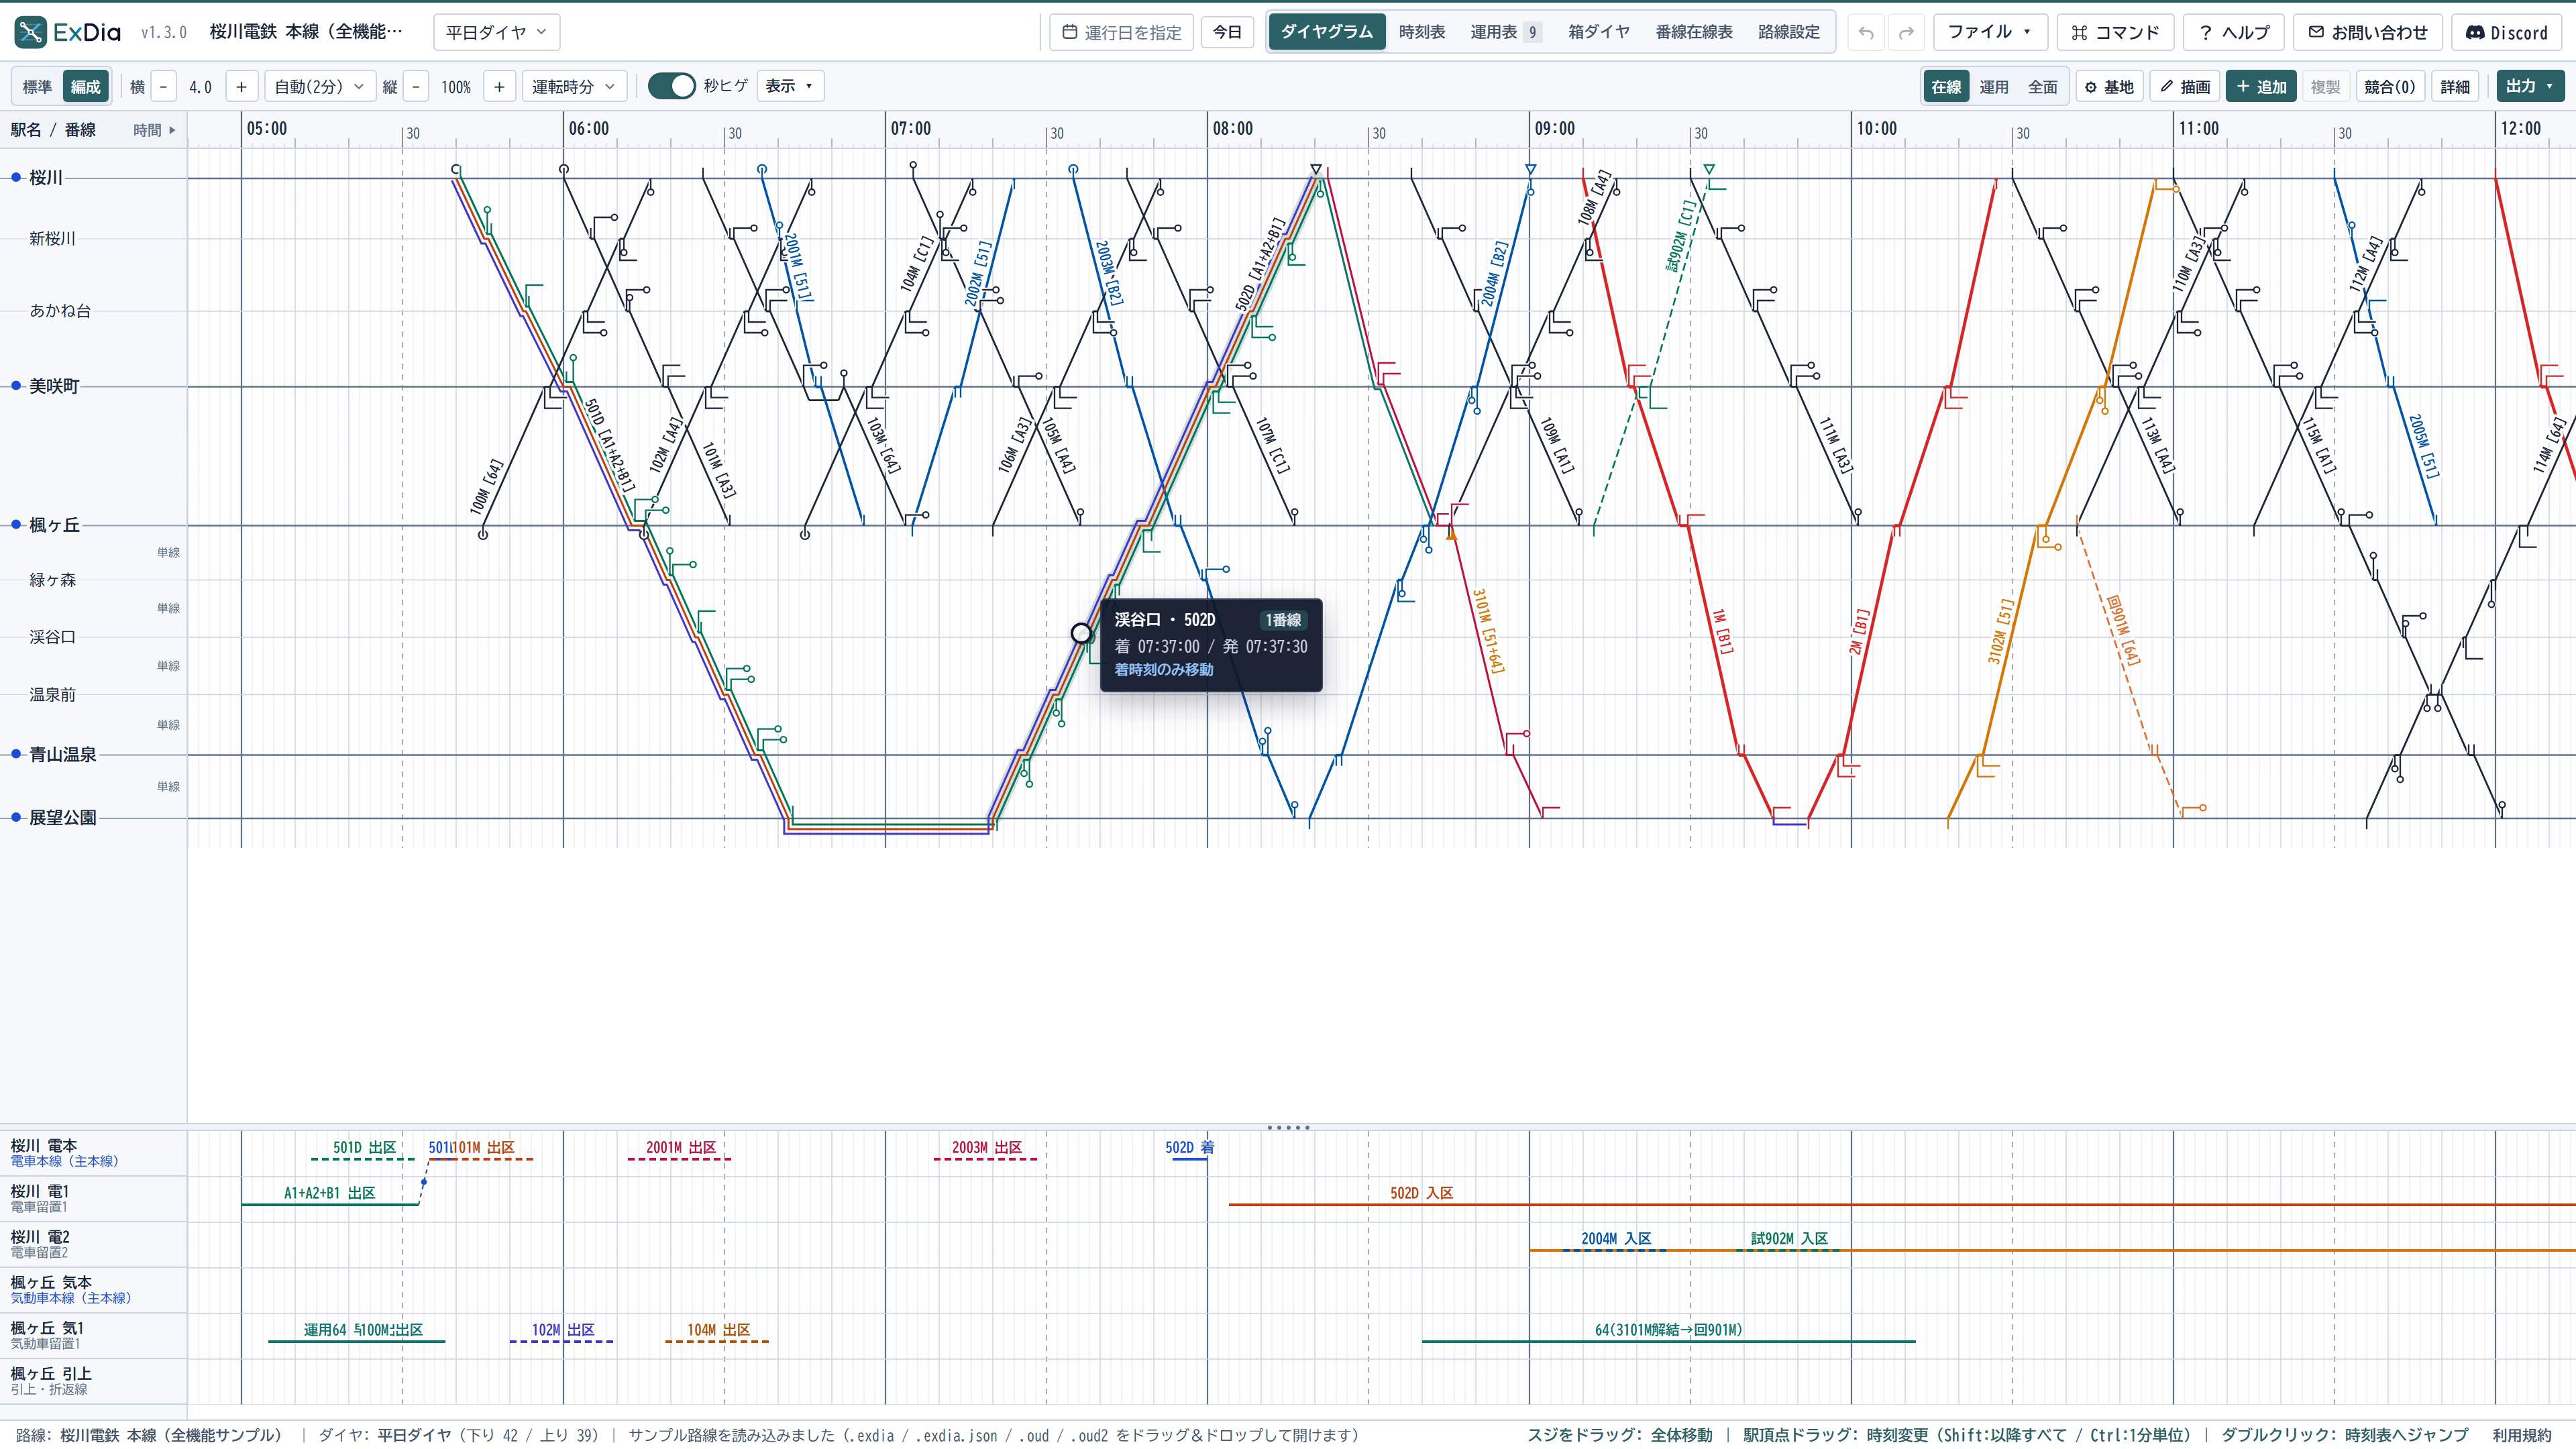 ExDia v1.3.0 桜川電鉄 本線（全機能… 平日ダイヤ 運行日を指定 今日 ダイヤグラム 時刻表 運用表 9 箱ダイヤ 番線在線表 路線設定 ファイル ▼ ⌘ コマンド ? ヘルプ お問い合わせ Discord
標準 編成 横 - 4.0 + 自動(2分) 縦 - 100% + 運転時分 秒ヒゲ 表示 ▼ 在線 運用 全面 基地 描画 + 追加 複製 競合(0) 詳細 出力 ▼
駅名 / 番線 時間 ▶ 05:00 30 06:00 30 07:00 30 08:00 30 09:00 30 10:00 30 11:00 30 12:00
桜川
新桜川
あかね台
美咲町
楓ヶ丘
単線
緑ヶ森
単線
渓谷口
単線
温泉前
単線
青山温泉
単線
展望公園
2001M [51]
104M [C1]
2002M [51]
2003M [B2]
502D [A1+A2+B1]
2004M [B2]
108M [A4]
試902M [C1]
110M [A3]
112M [A4]
100M [64]
501D [A1+A2+B1]
102M [A4]
101M [A3]
103M [64]
106M [A3]
105M [A4]
107M [C1]
109M [A1]
111M [A3]
113M [A4]
115M [A1]
2005M [51]
114M [64]
3101M [51+64]
1M [B1]
2M [B1]
3102M [51]
回901M [64]
渓谷口 ・ 502D 1番線
着 07:37:00 / 発 07:37:30
着時刻のみ移動
桜川 電本
電車本線（主本線）
501D 出区 101M 出区 2001M 出区 2003M 出区 502D 着
桜川 電1
電車留置1
A1+A2+B1 出区 502D 入区
桜川 電2
電車留置2
2004M 入区 試902M 入区
楓ヶ丘 気本
気動車本線（主本線）
楓ヶ丘 気1
気動車留置1
運用64 100M 出区 102M 出区 104M 出区 64(3101M解結→回901M)
楓ヶ丘 引上
引上・折返線
路線: 桜川電鉄 本線（全機能サンプル） | ダイヤ: 平日ダイヤ（下り 42 / 上り 39） | サンプル路線を読み込みました（.exdia / .exdia.json / .oud / .oud2 をドラッグ＆ドロップして開けます） スジをドラッグ: 全体移動 | 駅頂点ドラッグ: 時刻変更（Shift:以降すべて / Ctrl:1分単位） | ダブルクリック: 時刻表へジャンプ 利用規約